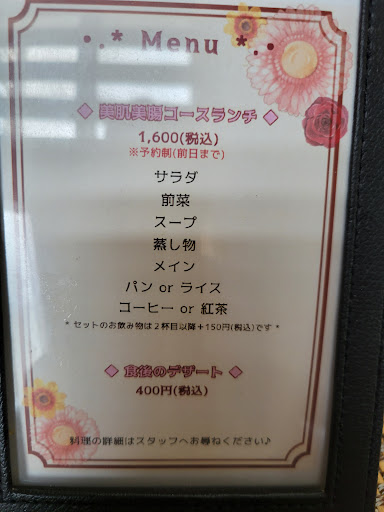 •.* Menu *.•
◆ 美肌美腸コースランチ ◆
1,600(税込)
※予約制(前日まで)
サラダ
前菜
スープ
蒸し物
メイン
パン or ライス
コーヒー or 紅茶
* セットのお飲み物は2杯目以降+150円(税込)です *
◆ 食後のデザート ◆
400円(税込)
料理の詳細はスタッフへお尋ねください♪